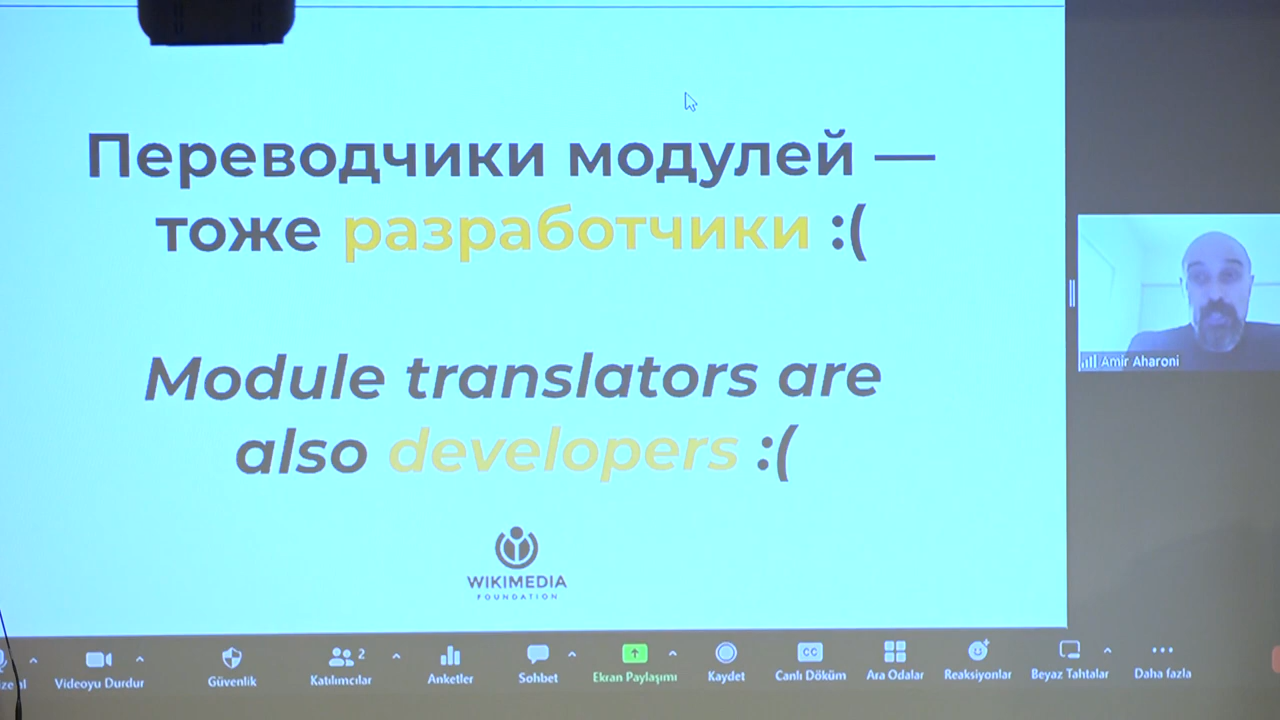 Переводчики модулей —
тоже разработчики :(
Module translators are
also developers :(
WIKIMEDIA
FOUNDATION
Amir Aharoni
Videoyu Durdur
Güvenlik
2
Katılımcılar
Anketler
Sohbet
Ekran Paylaşımı
Kaydet
CC
Canlı Döküm
Ara Odalar
Reaksiyonlar
Beyaz Tahtalar
Daha fazla